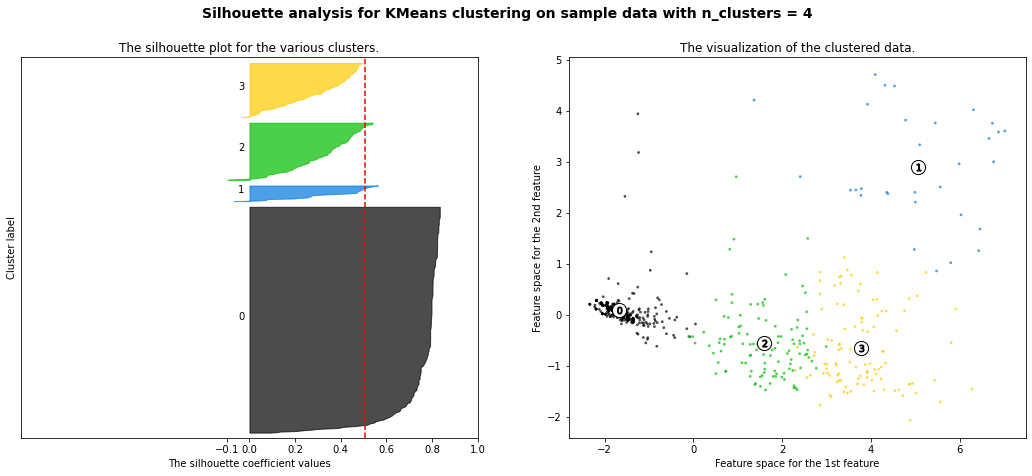 Silhouette analysis for KMeans clustering on sample data with n_clusters = 4
The silhouette plot for the various clusters.
Cluster label
3
2
1
0
−0.1 0.0 0.2 0.4 0.6 0.8 1.0
The silhouette coefficient values
The visualization of the clustered data.
Feature space for the 2nd feature
5
4
3
2
1
0
−1
−2
1
0
2
3
−2 0 2 4 6
Feature space for the 1st feature